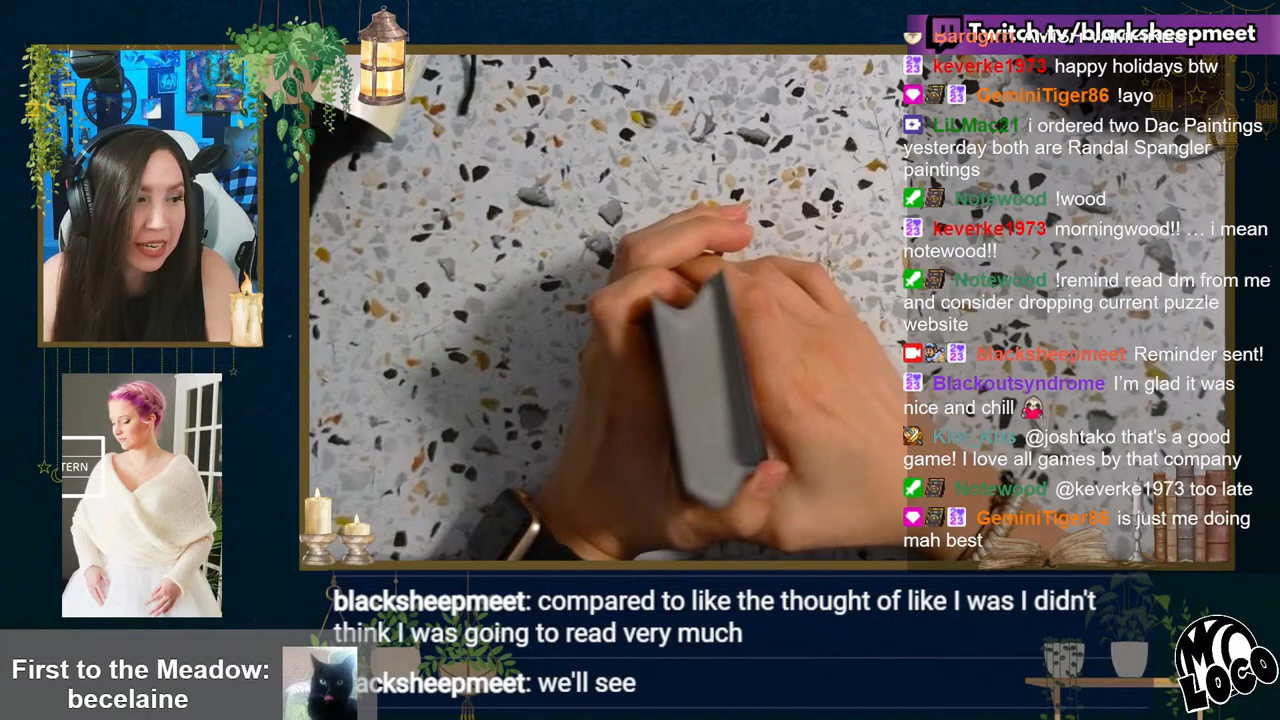 Twitch.tv/blacksheepmeet
keverke1973 happy holidays btw
GeminiTiger86 !ayo
LiLMac21 i ordered two Dac Paintings
yesterday both are Randal Spangler
paintings
Notewood !wood
keverke1973 morningwood!! … i mean
notewood!!
Notewood !remind read dm from me
and consider dropping current puzzle
website
blacksheepmeet Reminder sent!
Blackoutsyndrome I'm glad it was
nice and chill
@joshtako that's a good
game! I love all games by that company
Notewood @keverke1973 too late
GeminiTiger86 is just me doing
mah best
TERN
blacksheepmeet: compared to like the thought of like I was I didn't
think I was going to read very much
acksheepmeet: we'll see
First to the Meadow:
becelaine
MC
LOCO